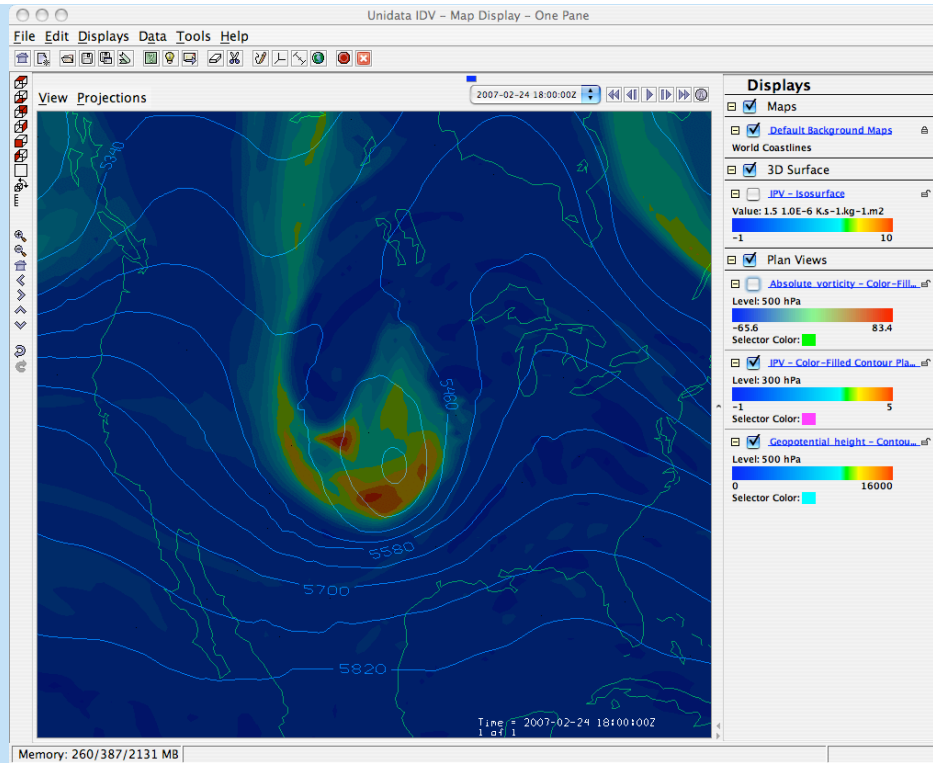 Unidata IDV - Map Display - One Pane
File Edit Displays Data Tools Help
View Projections
2007-02-24 18:00:00Z
5340
5460
5580
5700
5820
Time = 2007-02-24 18:00:00Z
1 of 1
Displays
Maps
Default Background Maps
World Coastlines
3D Surface
IPV - Isosurface
Value: 1.5 1.0E-6 K.s-1.kg-1.m2
-1 10
Plan Views
Absolute vorticity - Color-Fill...
Level: 500 hPa
-65.6 83.4
Selector Color:
IPV - Color-Filled Contour Pla...
Level: 300 hPa
-1 5
Selector Color:
Geopotential height - Contou...
Level: 500 hPa
0 16000
Selector Color:
Memory: 260/387/2131 MB